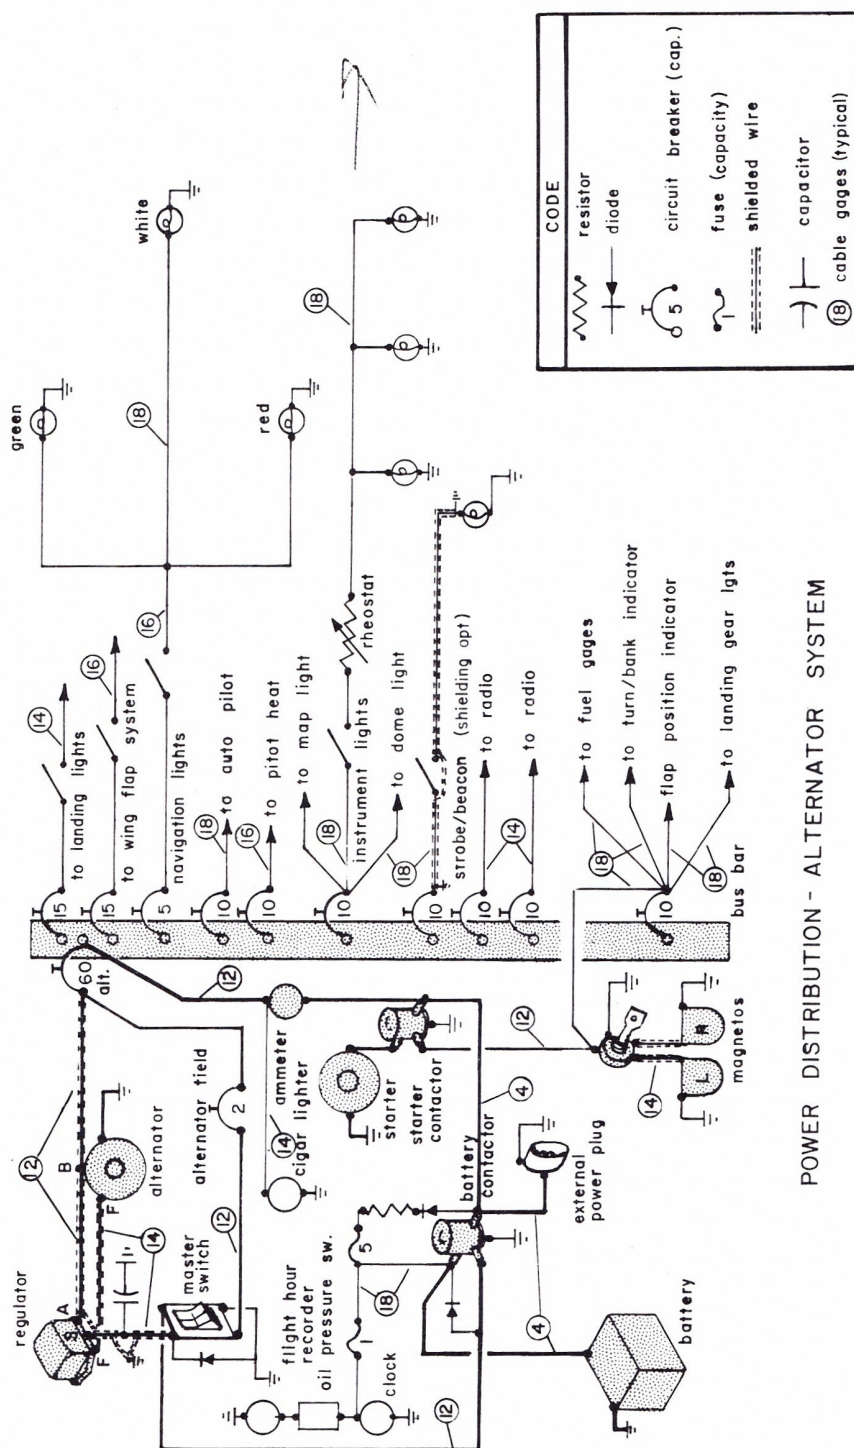 regulator
A
S
F
12
B
F
alternator
14
master
switch
alternator field
2
12
60
alt.
12
ammeter
14
cigar lighter
flight hour
recorder
oil pressure sw.
5
1
18
clock
12
starter
starter
contactor
battery
contactor
4
4
external
power plug
battery
12
L
R
14
magnetos
15
to landing lights
14
15
to wing flap system
16
5
navigation lights
16
green
18
white
red
10
18
to auto pilot
10
16
to pitot heat
10
to map light
18
instrument lights
rheostat
18
to dome light
10
18
strobe/beacon (shielding opt)
10
to radio
14
10
to radio
10
18
to fuel gages
18
to turn/bank indicator
18
flap position indicator
18
to landing gear lgts
bus bar
CODE
resistor
diode
5
circuit breaker (cap.)
1
fuse (capacity)
shielded wire
capacitor
18 cable gages (typical)
POWER DISTRIBUTION - ALTERNATOR SYSTEM